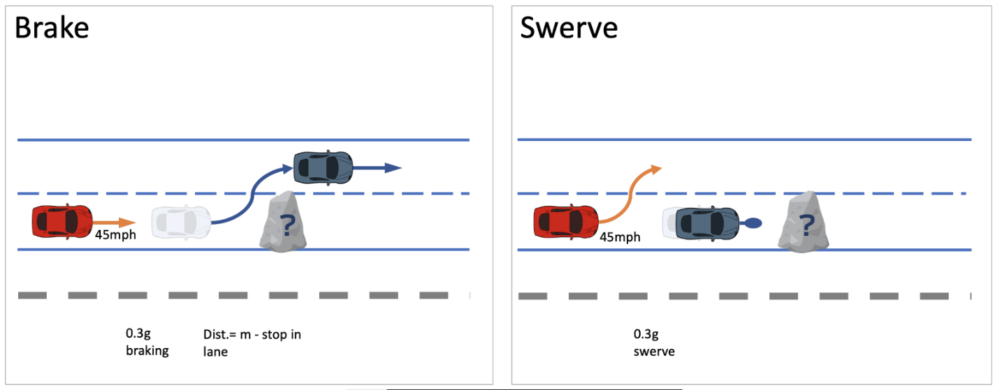 Brake
?
45mph
0.3g
braking
Dist.= m - stop in
lane
Swerve
?
45mph
0.3g
swerve